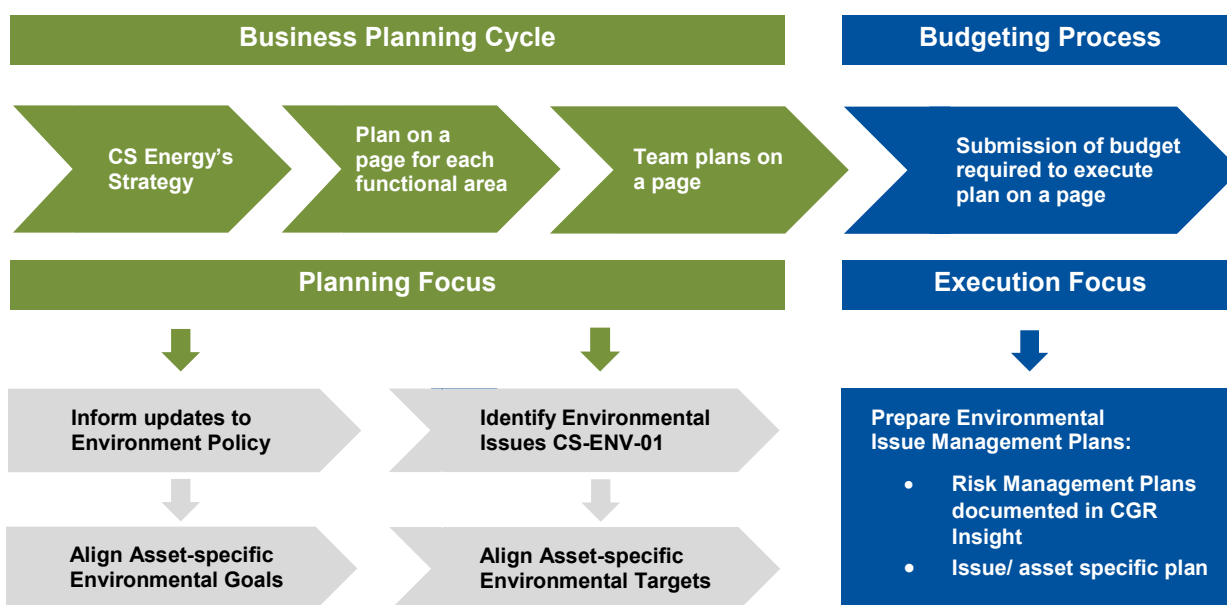 Business Planning Cycle
Budgeting Process
CS Energy's
Strategy
Plan on a
page for each
functional area
Team plans on
a page
Submission of budget
required to execute
plan on a page
Planning Focus
Execution Focus
Inform updates to
Environment Policy
Identify Environmental
Issues CS-ENV-01
Prepare Environmental
Issue Management Plans:
• Risk Management Plans
documented in CGR
Insight
• Issue/ asset specific plan
Align Asset-specific
Environmental Goals
Align Asset-specific
Environmental Targets